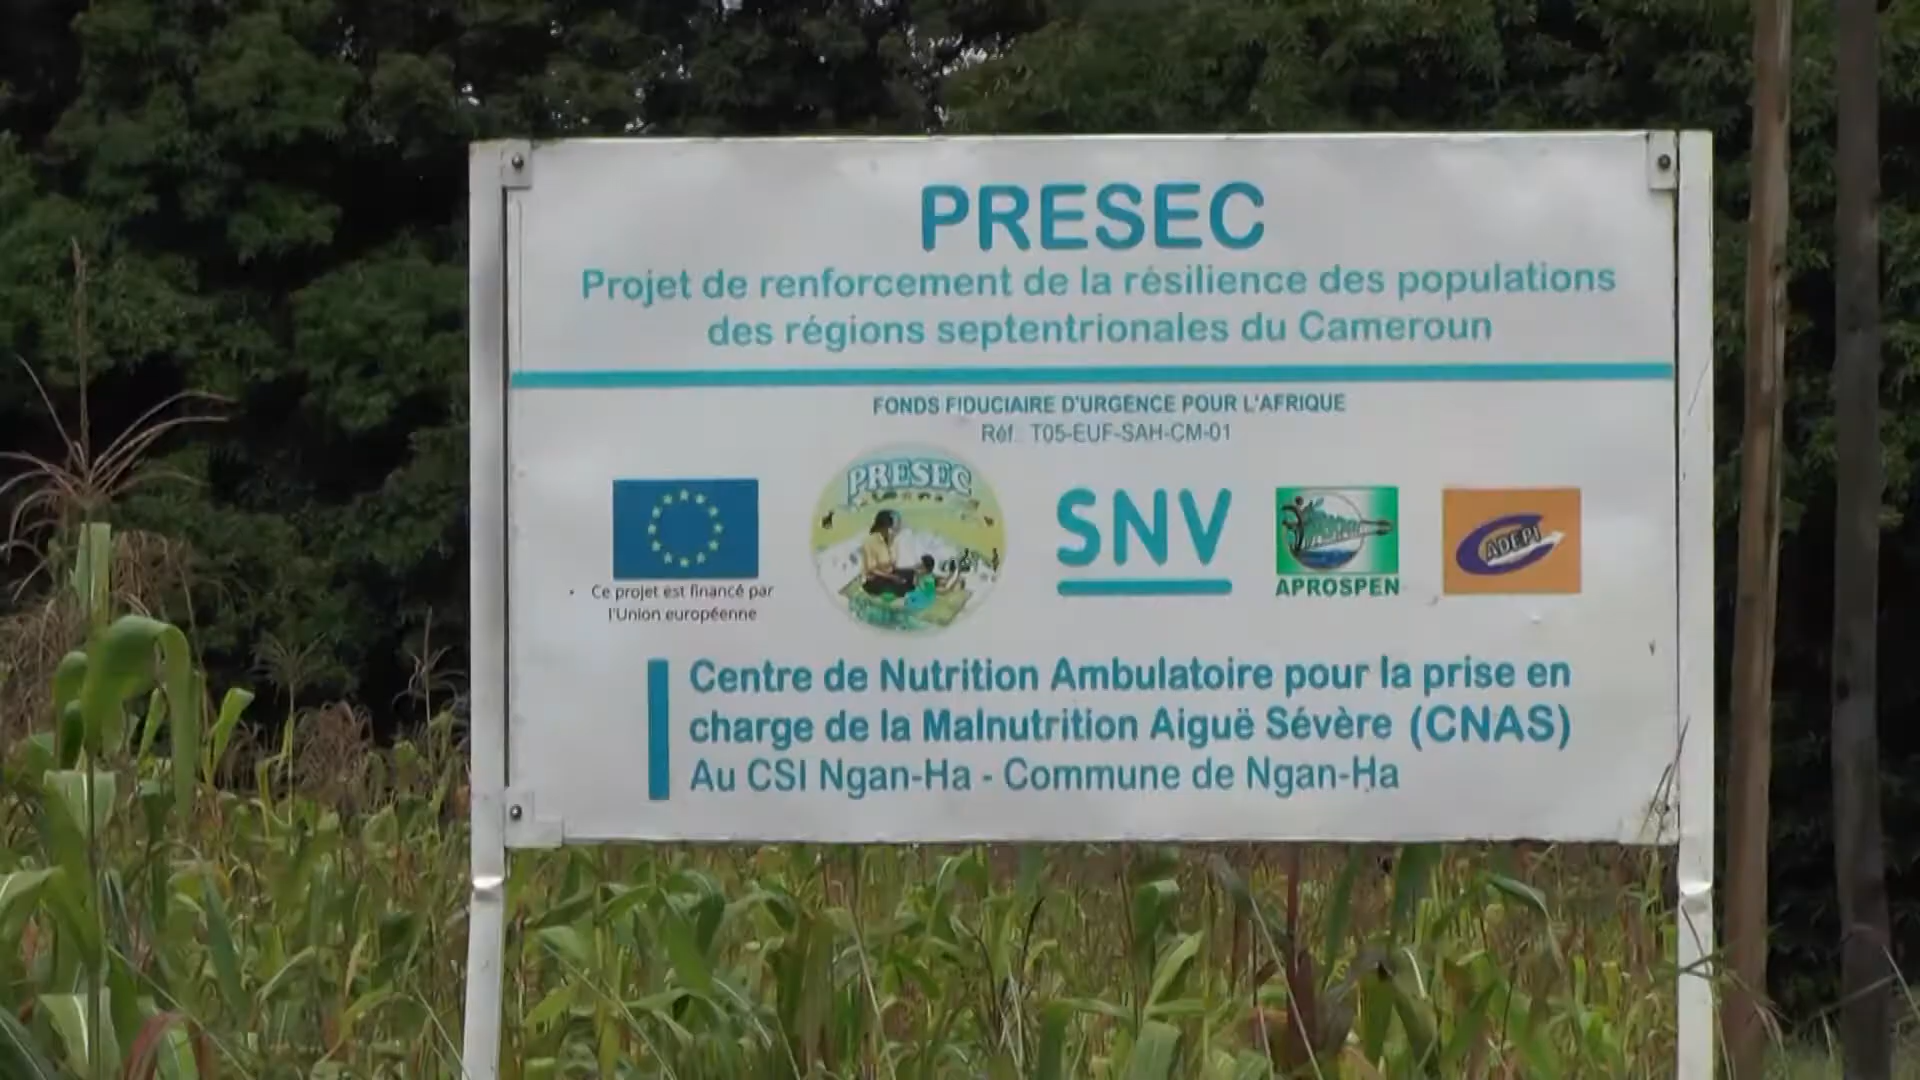 PRESEC
Projet de renforcement de la résilience des populations
des régions septentrionales du Cameroun
FONDS FIDUCIAIRE D'URGENCE POUR L'AFRIQUE
Réf. T05-EUF-SAH-CM-01
Ce projet est financé par
l'Union européenne
PRESEC
SNV
APROSPEN
ADEPI
Centre de Nutrition Ambulatoire pour la prise en
charge de la Malnutrition Aiguë Sévère (CNAS)
Au CSI Ngan-Ha - Commune de Ngan-Ha